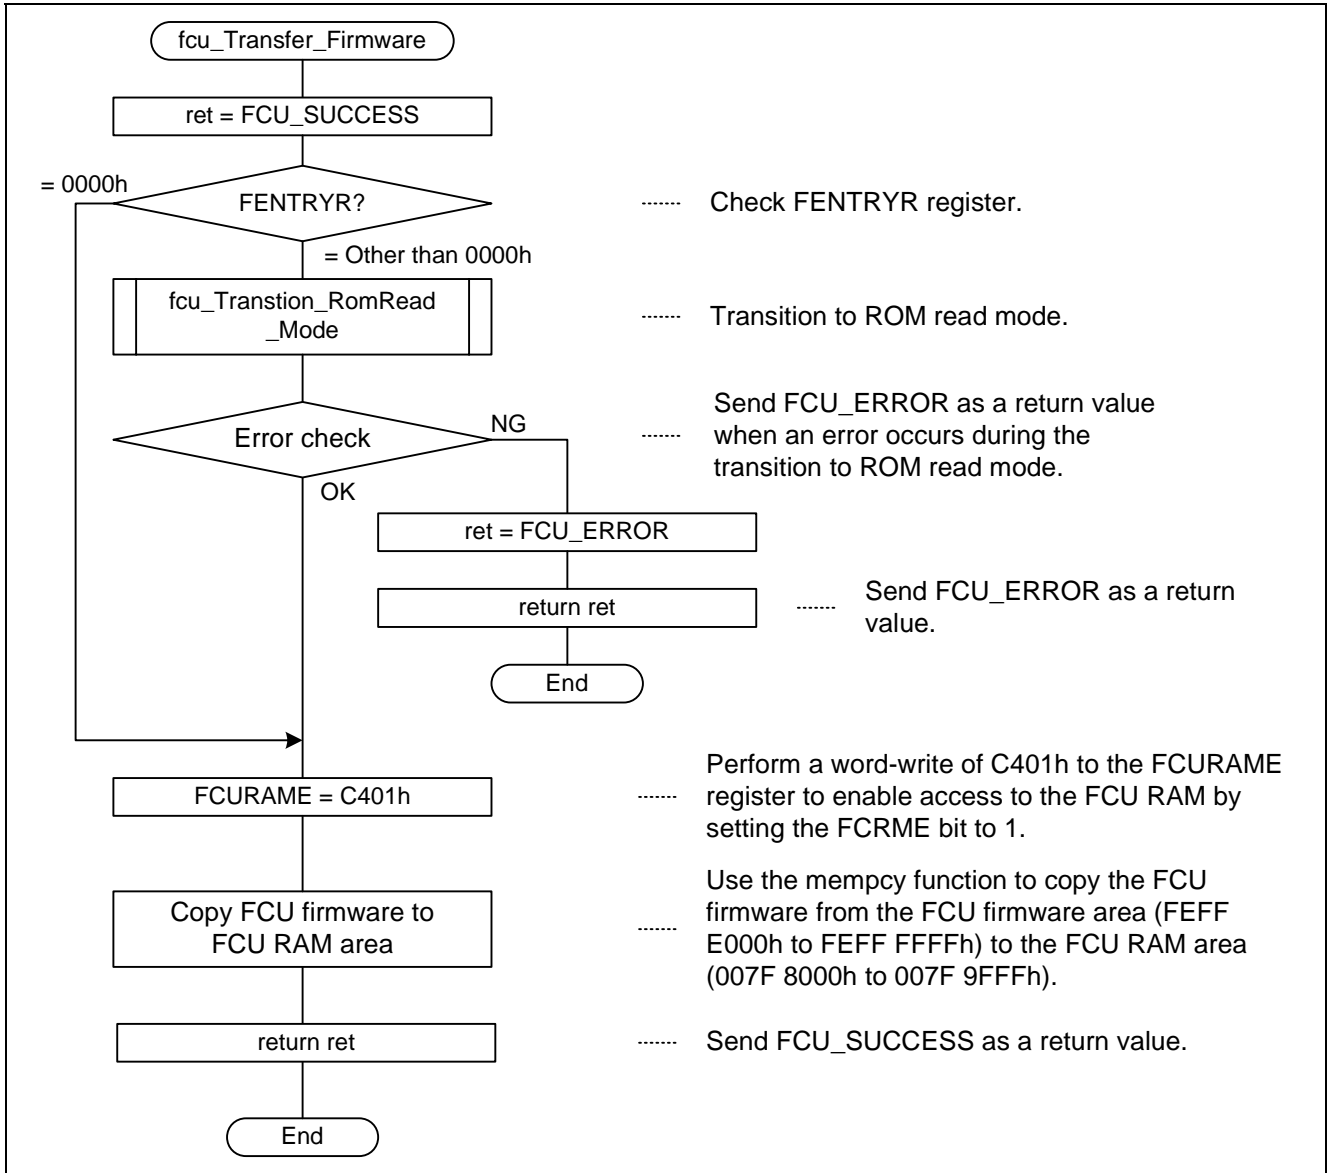 fcu_Transfer_Firmware
ret = FCU_SUCCESS
= 0000h
FENTRYR?
Check FENTRYR register.
= Other than 0000h
fcu_Transtion_RomRead
_Mode
Transition to ROM read mode.
Error check
NG
OK
Send FCU_ERROR as a return value
when an error occurs during the
transition to ROM read mode.
ret = FCU_ERROR
return ret
Send FCU_ERROR as a return
value.
End
FCURAME = C401h
Perform a word-write of C401h to the FCURAME
register to enable access to the FCU RAM by
setting the FCRME bit to 1.
Copy FCU firmware to
FCU RAM area
Use the mempcy function to copy the FCU
firmware from the FCU firmware area (FEFF
E000h to FEFF FFFFh) to the FCU RAM area
(007F 8000h to 007F 9FFFh).
return ret
Send FCU_SUCCESS as a return value.
End